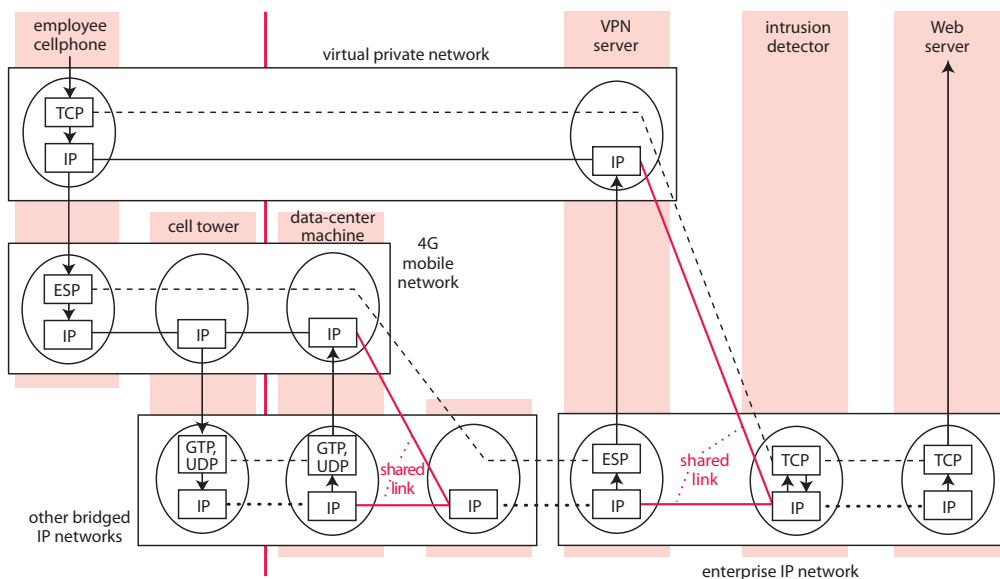 employee
cellphone
VPN
server
intrusion
detector
Web
server
virtual private network
TCP
IP
IP
cell tower
data-center
machine
4G
mobile
network
ESP
IP
IP
IP
GTP,
UDP
GTP,
UDP
ESP
TCP
TCP
shared
link
shared
link
IP
IP
IP
IP
IP
IP
other bridged
IP networks
enterprise IP network